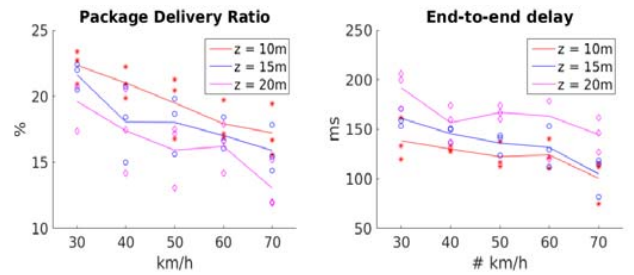 Package Delivery Ratio
25
20
15
10
%
30 40 50 60 70
km/h
z = 10m
z = 15m
z = 20m
End-to-end delay
250
200
150
100
50
ms
30 40 50 60 70
# km/h
z = 10m
z = 15m
z = 20m